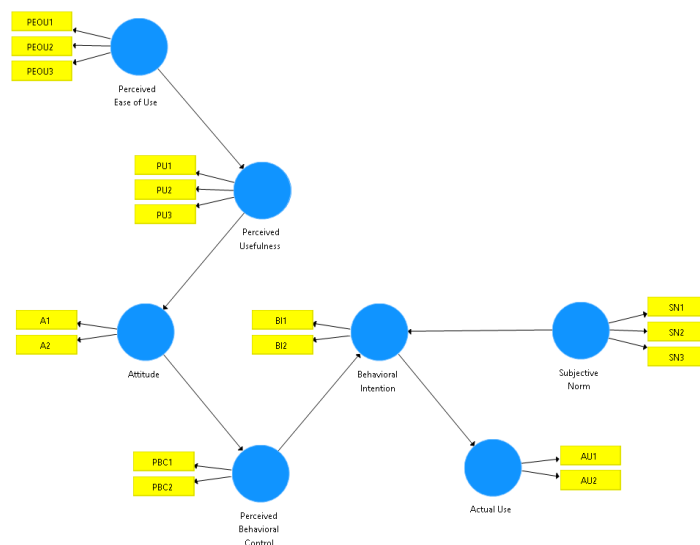 PEOU1
PEOU2
PEOU3
Perceived
Ease of Use
PU1
PU2
PU3
Perceived
Usefulness
A1
A2
Attitude
BI1
BI2
Behavioral
Intention
SN1
SN2
SN3
Subjective
Norm
PBC1
PBC2
Perceived
Behavioral
Control
AU1
AU2
Actual Use